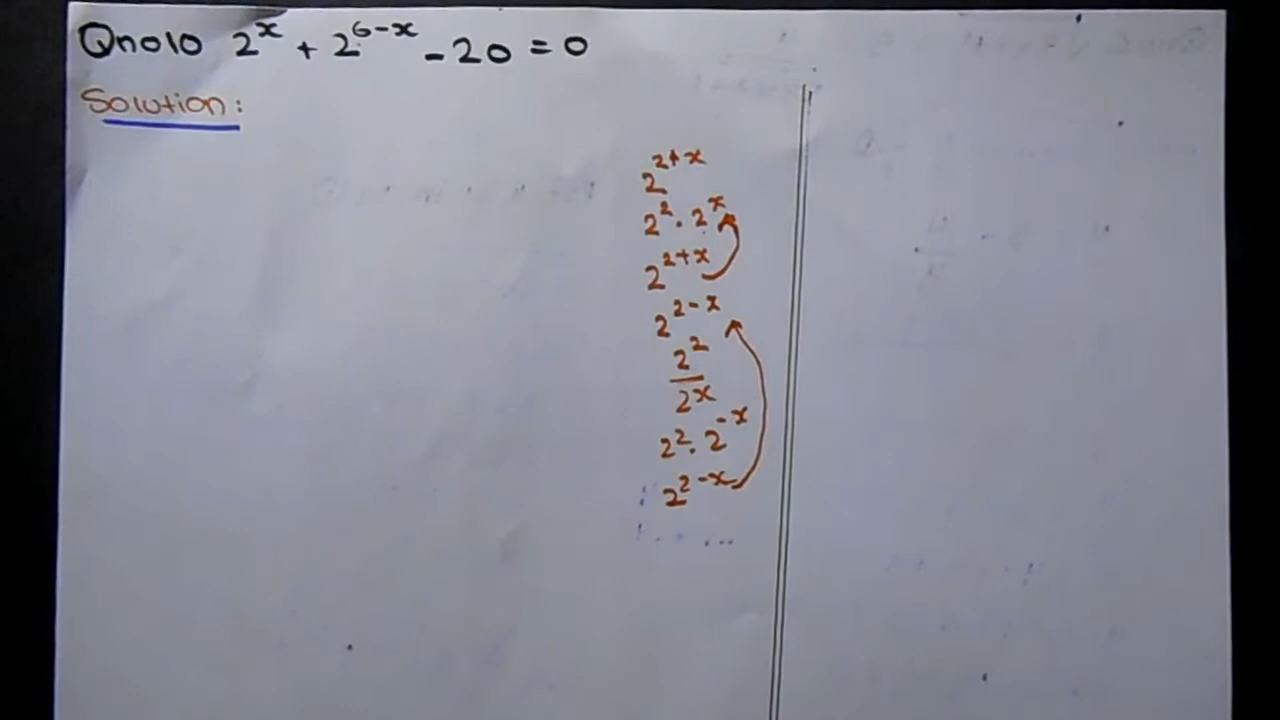 Qno10 2^x + 2^(6-x) - 20 = 0
Solution:
2^(2+x)
2^2 . 2^x
2^(2+x)
2^(2-x)
2^2
2^x
2^2 . 2^(-x)
2^(2-x)